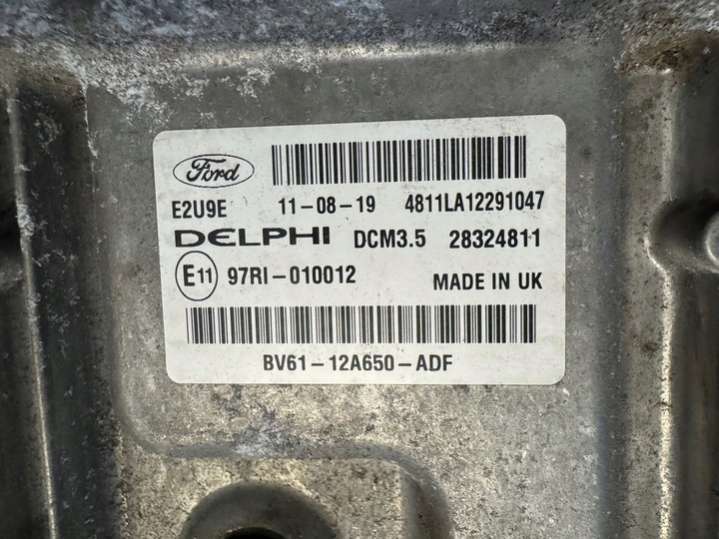 Ford
E2U9E 11-08-19 4811LA12291047
DELPHI DCM3.5 28324811
E11 97RI-010012 MADE IN UK
BV61-12A650-ADF